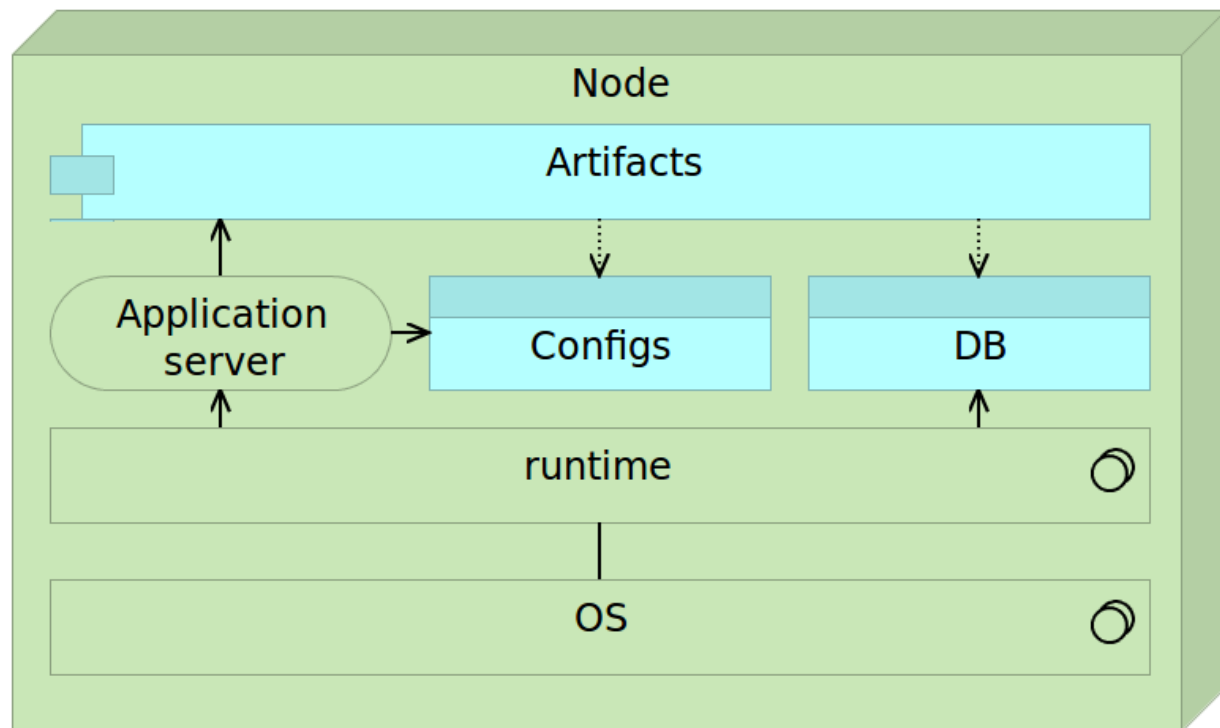 Node
Artifacts
Application
server
Configs
DB
runtime
OS